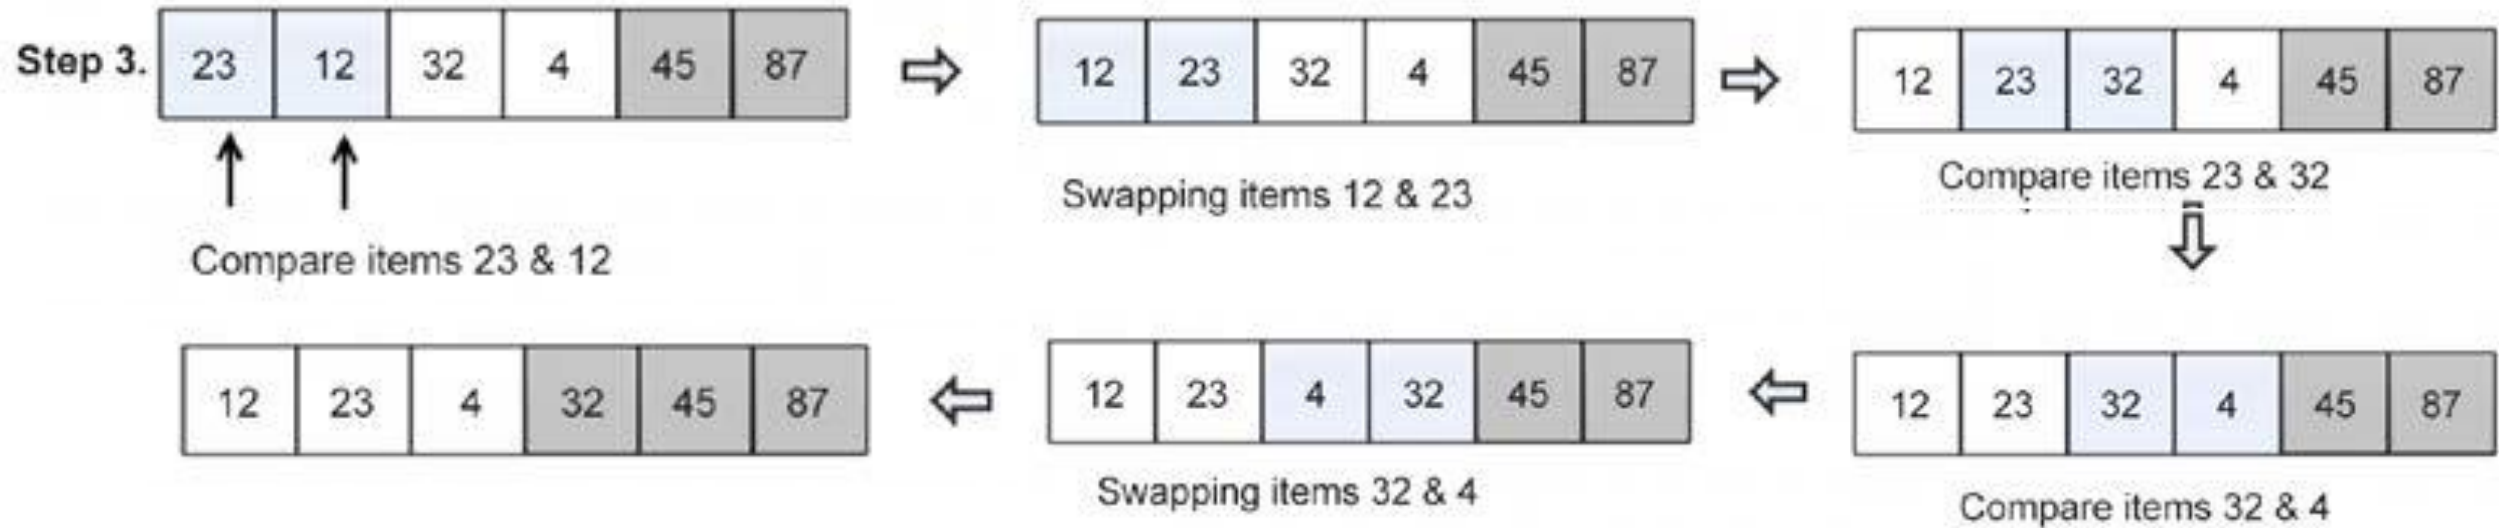 Step 3. 23 12 32 4 45 87
Compare items 23 & 12
12 23 32 4 45 87
Swapping items 12 & 23
12 23 32 4 45 87
Compare items 23 & 32
12 23 32 4 45 87
Compare items 32 & 4
12 23 4 32 45 87
Swapping items 32 & 4
12 23 4 32 45 87